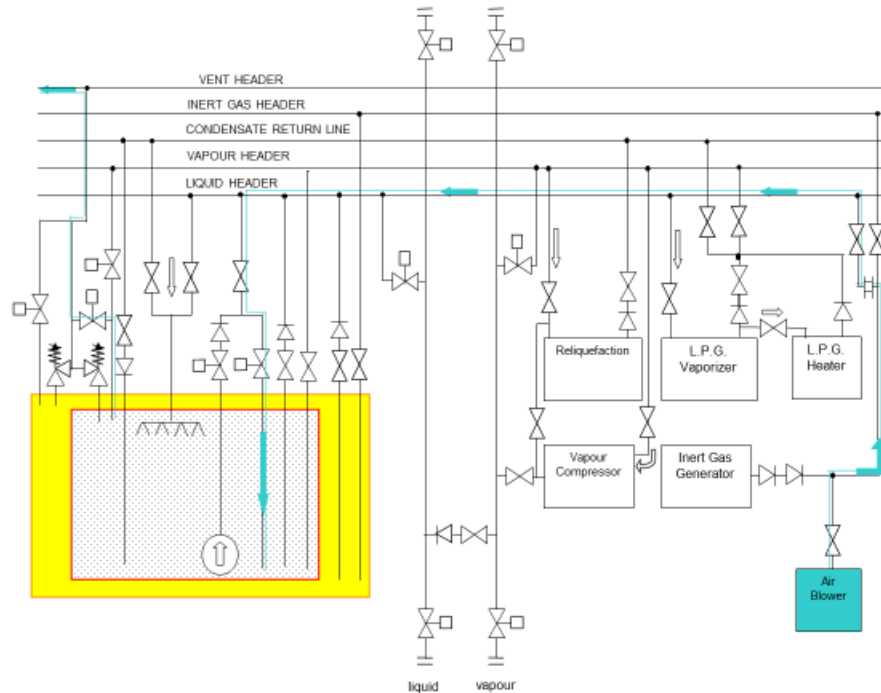 VENT HEADER
INERT GAS HEADER
CONDENSATE RETURN LINE
VAPOUR HEADER
LIQUID HEADER
Reliquefaction
L.P.G.
Vaporizer
L.P.G.
Heater
Vapour
Compressor
Inert Gas
Generator
Air
Blower
liquid
vapour